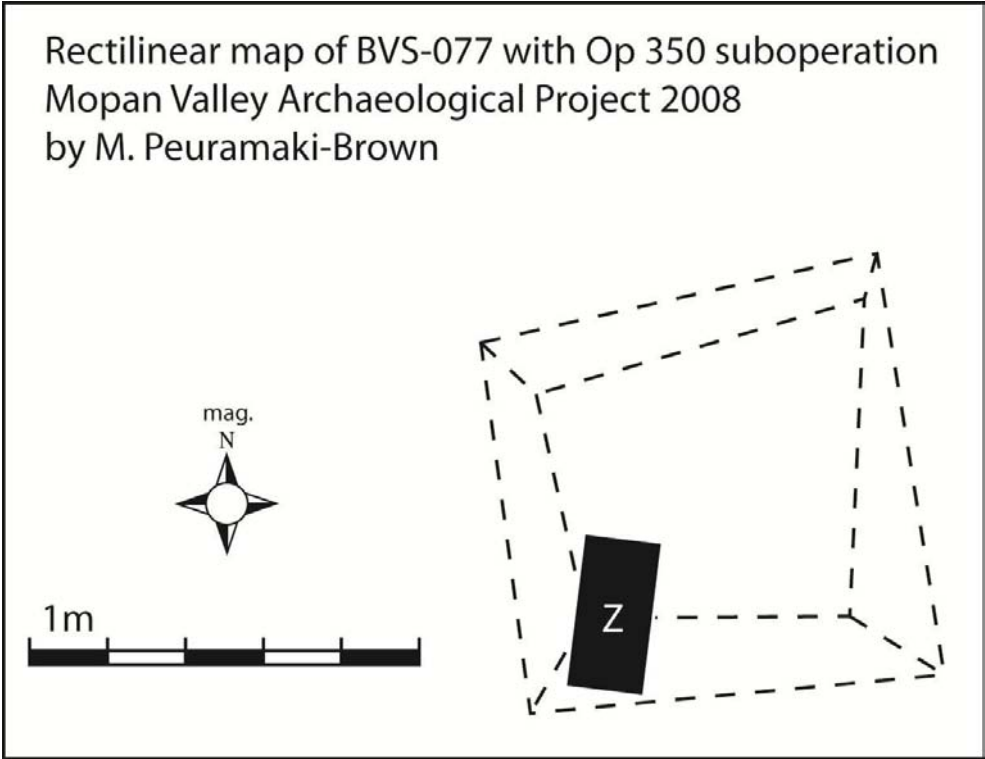 Rectilinear map of BVS-077 with Op 350 suboperation
Mopan Valley Archaeological Project 2008
by M. Peuramaki-Brown
mag.
N
1m
Z